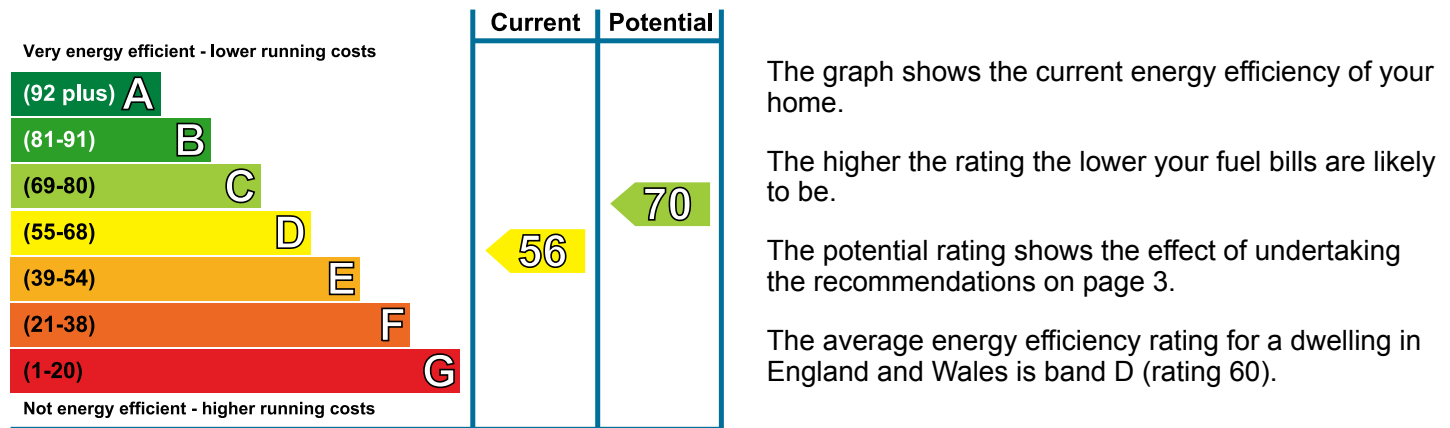 Current Potential
Very energy efficient - lower running costs
(92 plus) A
(81-91) B
(69-80) C
(55-68) D
(39-54) E
(21-38) F
(1-20) G
Not energy efficient - higher running costs
56
70
The graph shows the current energy efficiency of your
home.
The higher the rating the lower your fuel bills are likely
to be.
The potential rating shows the effect of undertaking
the recommendations on page 3.
The average energy efficiency rating for a dwelling in
England and Wales is band D (rating 60).